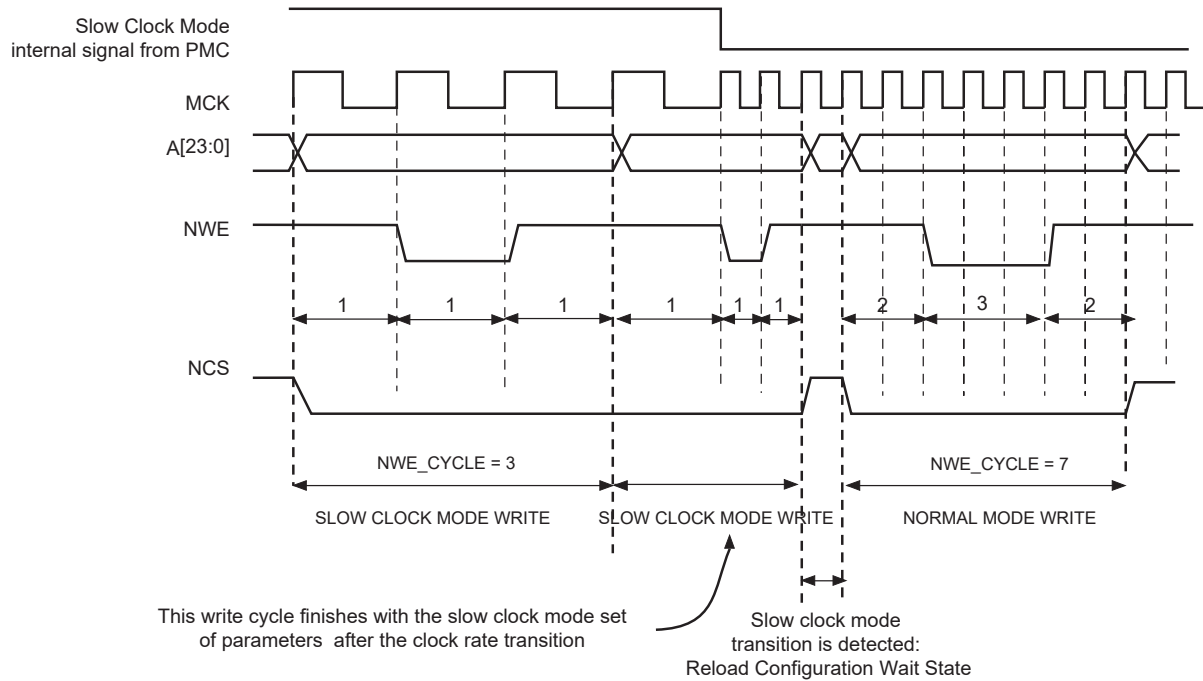 Slow Clock Mode
internal signal from PMC
MCK
A[23:0]
NWE
1 1 1 1 1 1 2 3 2
NCS
NWE_CYCLE = 3 NWE_CYCLE = 7
SLOW CLOCK MODE WRITE SLOW CLOCK MODE WRITE NORMAL MODE WRITE
This write cycle finishes with the slow clock mode set
of parameters after the clock rate transition
Slow clock mode
transition is detected:
Reload Configuration Wait State